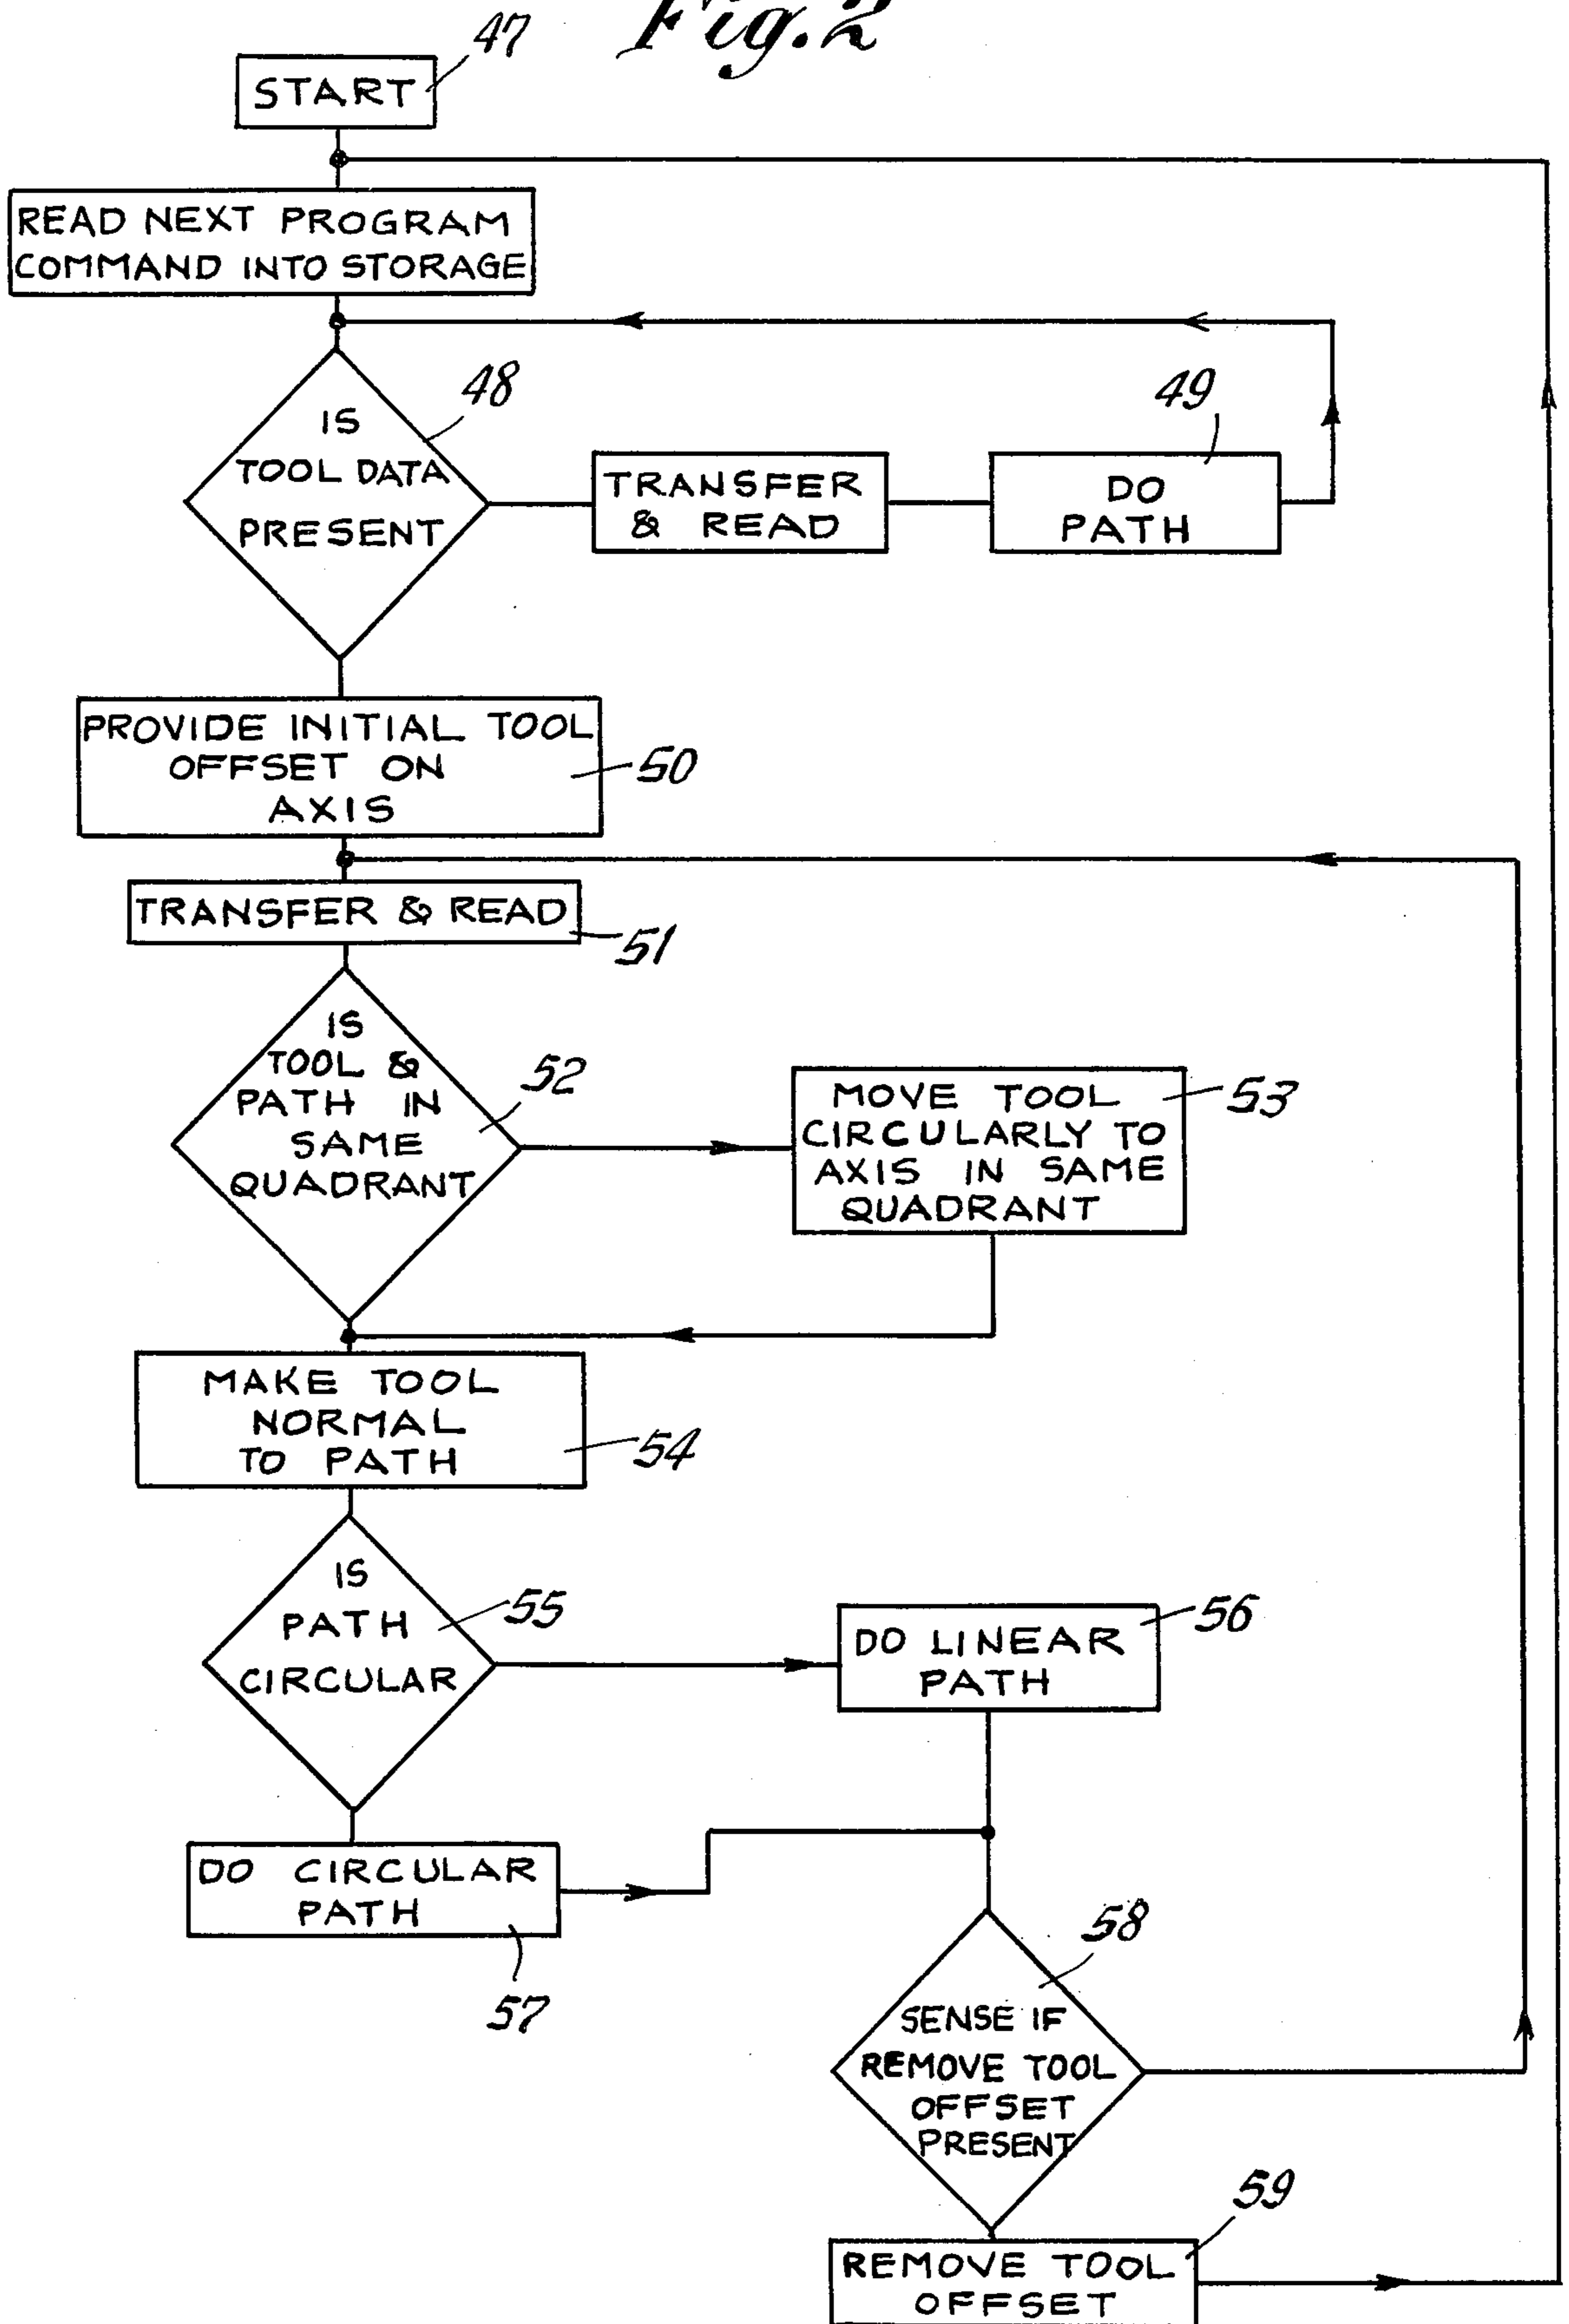 Fig. 2
47
START
READ NEXT PROGRAM
COMMAND INTO STORAGE
48
IS
TOOL DATA
PRESENT
TRANSFER
& READ
49
DO
PATH
PROVIDE INITIAL TOOL
OFFSET ON
AXIS
50
TRANSFER & READ
51
IS
TOOL &
PATH IN
SAME
QUADRANT
52
MOVE TOOL
CIRCULARLY TO
AXIS IN SAME
QUADRANT
53
MAKE TOOL
NORMAL
TO PATH
54
IS
PATH
CIRCULAR
55
DO LINEAR
PATH
56
DO CIRCULAR
PATH
57
58
SENSE IF
REMOVE TOOL
OFFSET
PRESENT
59
REMOVE TOOL
OFFSET